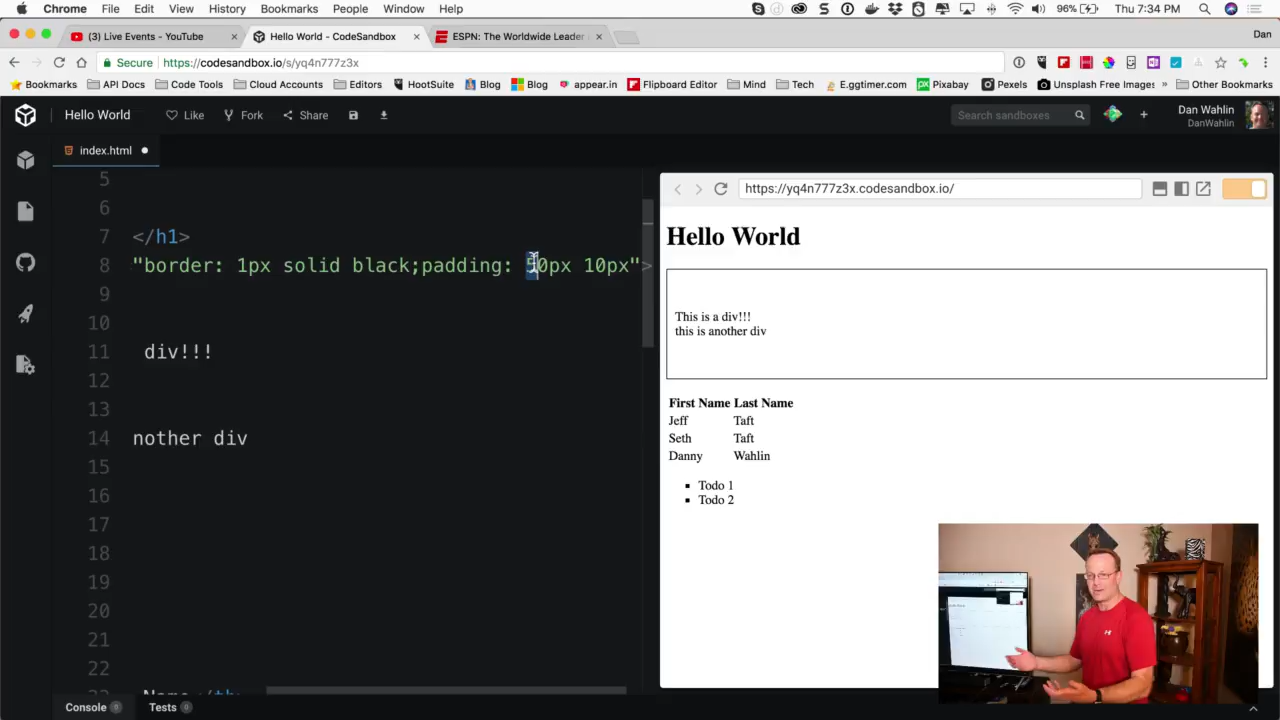 Chrome File Edit View History Bookmarks People Window Help 96% Thu 7:34 PM
(3) Live Events - YouTube × Hello World - CodeSandbox × ESPN: The Worldwide Leader × Dan
Secure https://codesandbox.io/s/yq4n777z3x
Bookmarks API Docs Code Tools Cloud Accounts Editors HootSuite Blog Blog appear.in Flipboard Editor Mind Tech E.ggtimer.com Pixabay Pexels Unsplash Free Images » Other Bookmarks
Hello World Like Fork Share Search sandboxes Dan Wahlin
DanWahlin
index.html
https://yq4n777z3x.codesandbox.io/
5
6
7 </h1>
8 "border: 1px solid black;padding: 50px 10px">
10
11 div!!!
12
13
14 nother div
15
16
17
18
19
20
21
22
Name</th
Hello World
This is a div!!!
this is another div
First Name Last Name
Jeff Taft
Seth Taft
Danny Wahlin
Todo 1
Todo 2
Console 0 Tests 0